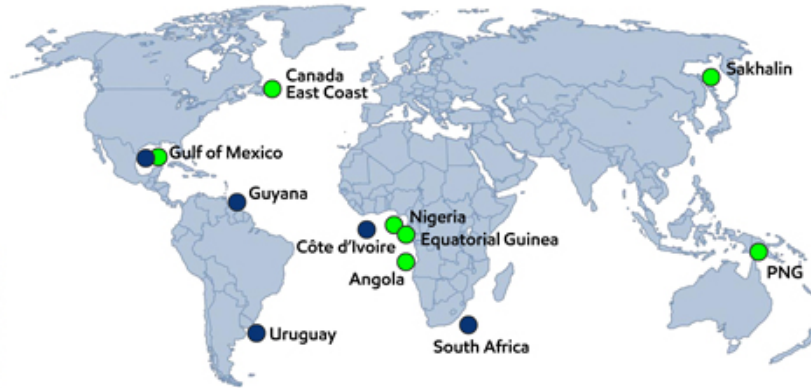 Canada
East Coast
Sakhalin
Gulf of Mexico
Guyana
Nigeria
Côte d'Ivoire
Equatorial Guinea
Angola
PNG
Uruguay
South Africa